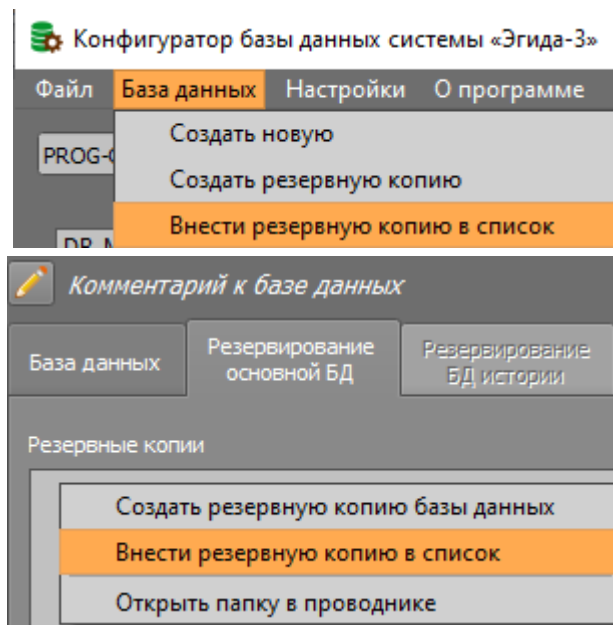 Конфигуратор базы данных системы «Эгида-3»
Файл База данных Настройки О программе
Создать новую
PROG-
Создать резервную копию
Внести резервную копию в список
Комментарий к базе данных
База данных
Резервирование
основной БД
Резервирование
БД истории
Резервные копии
Создать резервную копию базы данных
Внести резервную копию в список
Открыть папку в проводнике